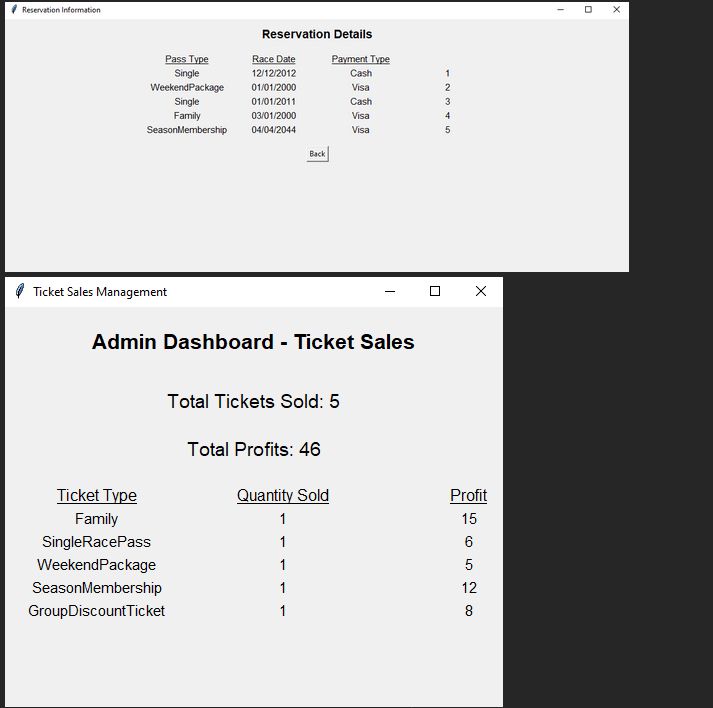 Reservation Information
Reservation Details
Pass Type Race Date Payment Type
Single 12/12/2012 Cash 1
WeekendPackage 01/01/2000 Visa 2
Single 01/01/2011 Cash 3
Family 03/01/2000 Visa 4
SeasonMembership 04/04/2044 Visa 5
Back
Ticket Sales Management
Admin Dashboard - Ticket Sales
Total Tickets Sold: 5
Total Profits: 46
Ticket Type Quantity Sold Profit
Family 1 15
SingleRacePass 1 6
WeekendPackage 1 5
SeasonMembership 1 12
GroupDiscountTicket 1 8